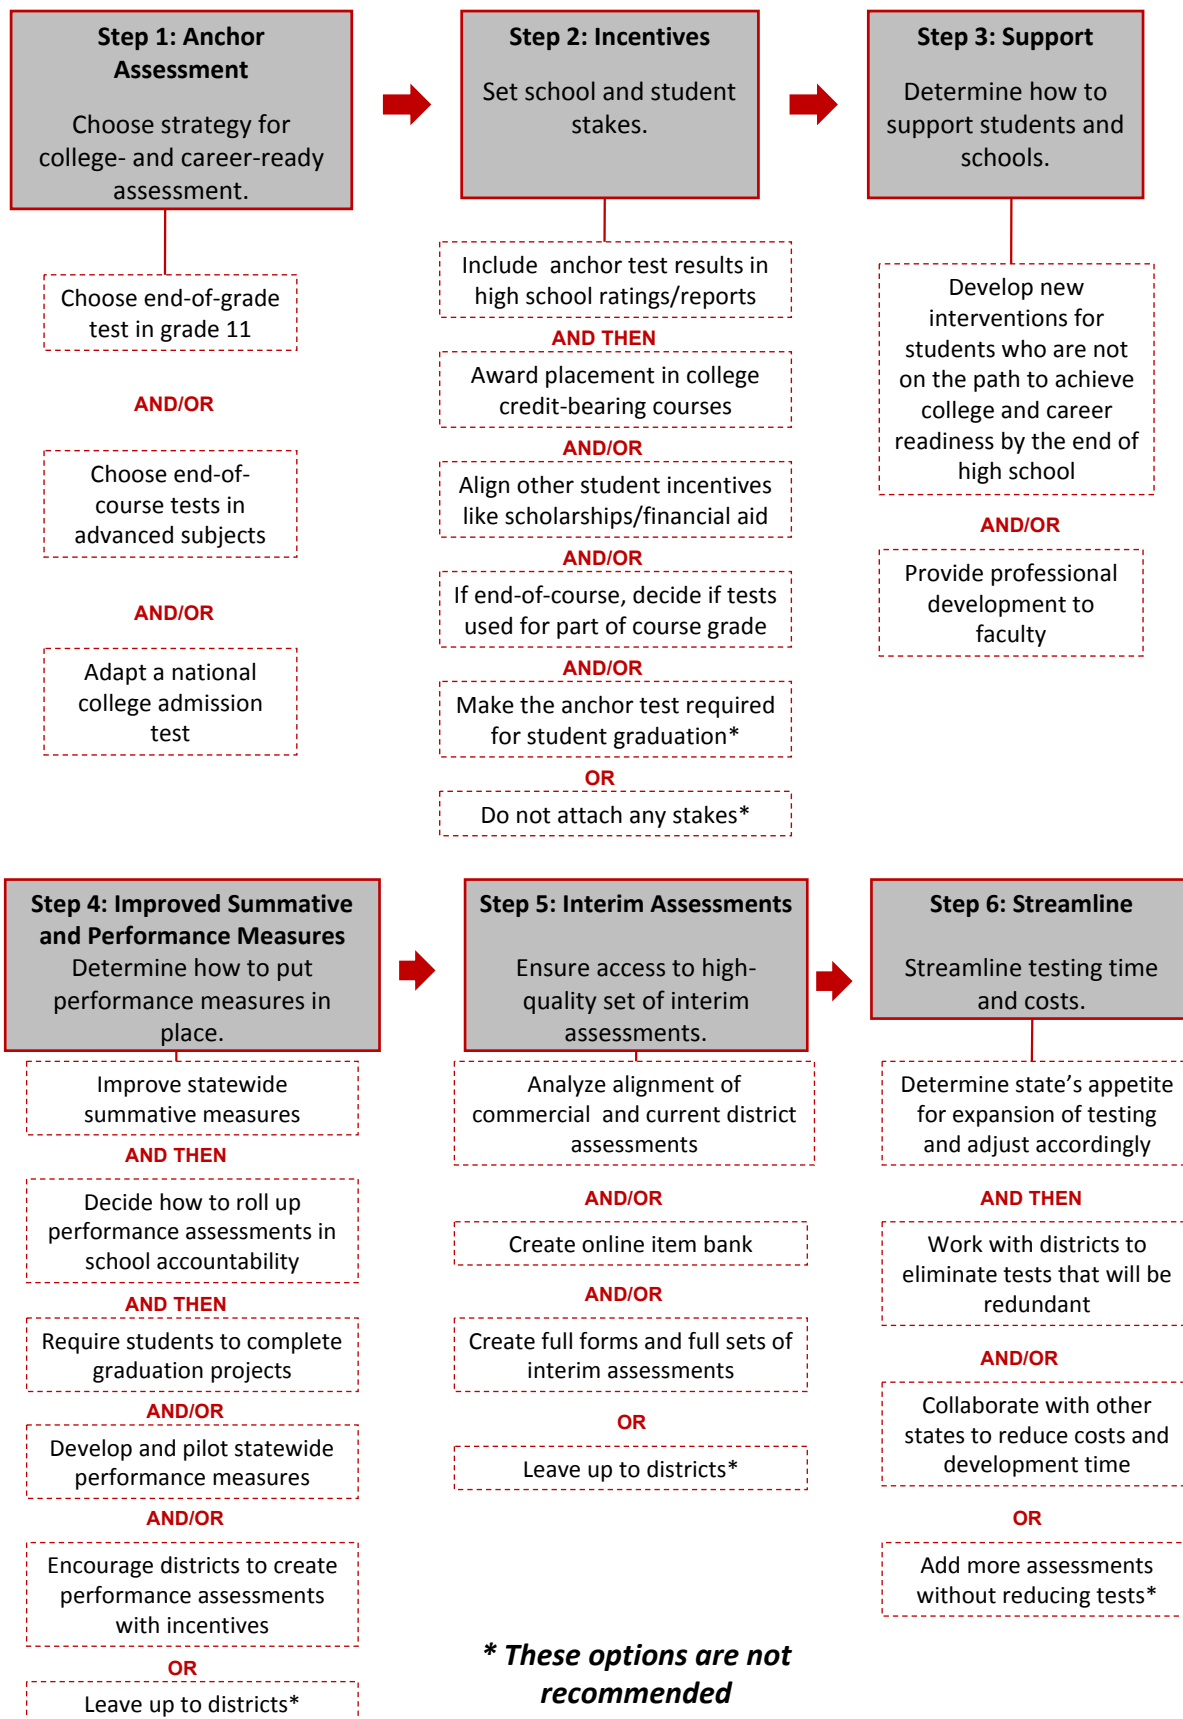 Step 1: Anchor
Assessment
Choose strategy for
college- and career-ready
assessment.
Choose end-of-grade
test in grade 11
AND/OR
Choose end-of-
course tests in
advanced subjects
AND/OR
Adapt a national
college admission
test
Step 2: Incentives
Set school and student
stakes.
Include anchor test results in
high school ratings/reports
AND THEN
Award placement in college
credit-bearing courses
AND/OR
Align other student incentives
like scholarships/financial aid
AND/OR
If end-of-course, decide if tests
used for part of course grade
AND/OR
Make the anchor test required
for student graduation*
OR
Do not attach any stakes*
Step 3: Support
Determine how to
support students and
schools.
Develop new
interventions for
students who are not
on the path to achieve
college and career
readiness by the end of
high school
AND/OR
Provide professional
development to
faculty
Step 4: Improved Summative
and Performance Measures
Determine how to put
performance measures in
place.
Improve statewide
summative measures
AND THEN
Decide how to roll up
performance assessments in
school accountability
AND THEN
Require students to complete
graduation projects
AND/OR
Develop and pilot statewide
performance measures
AND/OR
Encourage districts to create
performance assessments
with incentives
OR
Leave up to districts*
Step 5: Interim Assessments
Ensure access to high-
quality set of interim
assessments.
Analyze alignment of
commercial and current district
assessments
AND/OR
Create online item bank
AND/OR
Create full forms and full sets of
interim assessments
OR
Leave up to districts*
Step 6: Streamline
Streamline testing time
and costs.
Determine state’s appetite
for expansion of testing
and adjust accordingly
AND THEN
Work with districts to
eliminate tests that will be
redundant
AND/OR
Collaborate with other
states to reduce costs and
development time
OR
Add more assessments
without reducing tests*
* These options are not
recommended